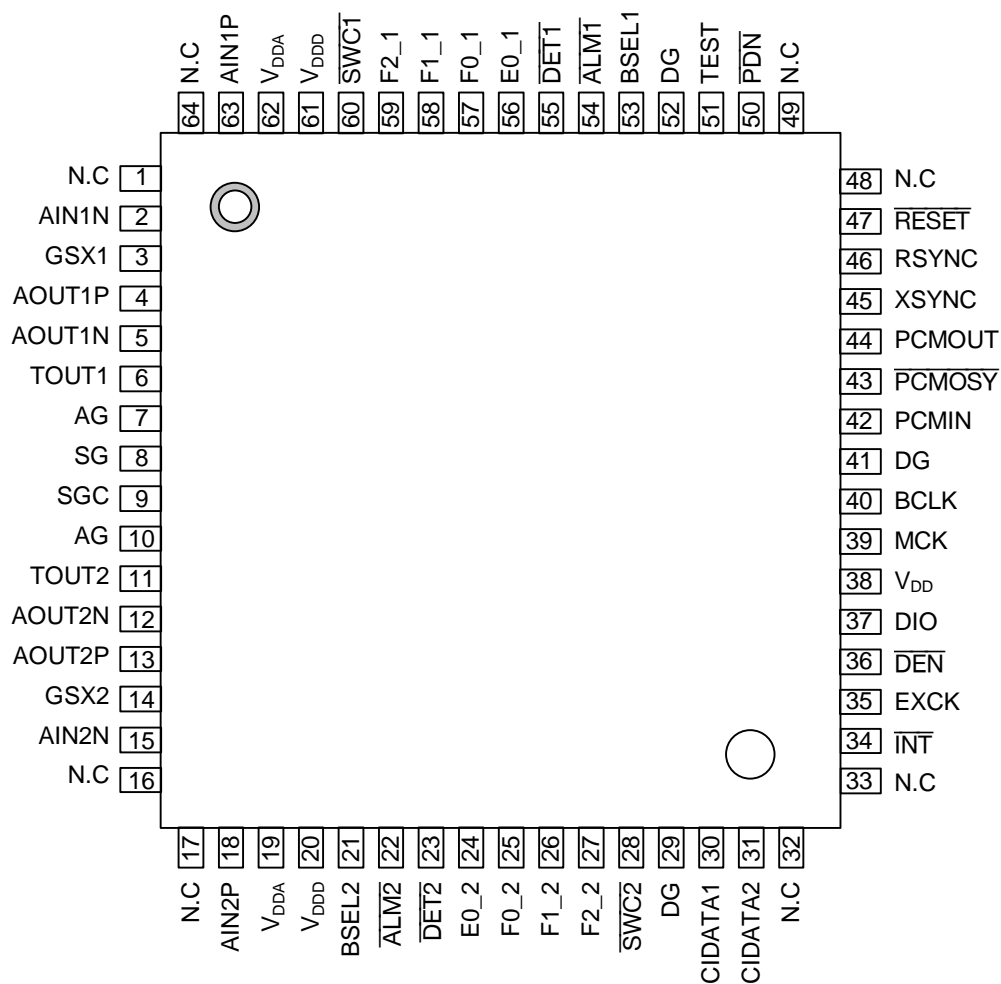 N.C
AIN1P
VDDA
VDDD
SWC1
F2_1
F1_1
F0_1
E0_1
DET1
ALM1
BSEL1
DG
TEST
PDN
N.C
64
63
62
61
60
59
58
57
56
55
54
53
52
51
50
49
N.C 1
AIN1N 2
GSX1 3
AOUT1P 4
AOUT1N 5
TOUT1 6
AG 7
SG 8
SGC 9
AG 10
TOUT2 11
AOUT2N 12
AOUT2P 13
GSX2 14
AIN2N 15
N.C 16
48 N.C
47 RESET
46 RSYNC
45 XSYNC
44 PCMOUT
43 PCMOSY
42 PCMIN
41 DG
40 BCLK
39 MCK
38 VDD
37 DIO
36 DEN
35 EXCK
34 INT
33 N.C
17
18
19
20
21
22
23
24
25
26
27
28
29
30
31
32
N.C
AIN2P
VDDA
VDDD
BSEL2
ALM2
DET2
E0_2
F0_2
F1_2
F2_2
SWC2
DG
CIDATA1
CIDATA2
N.C